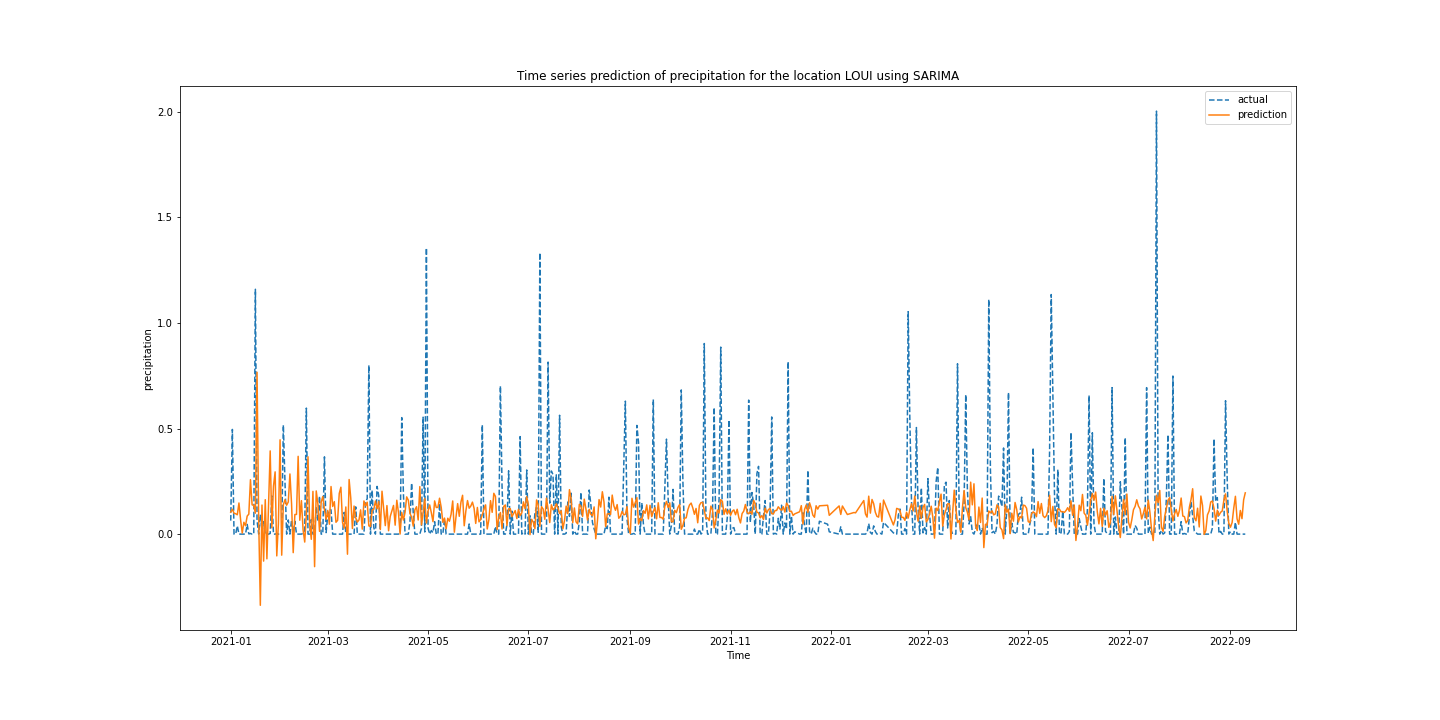 Time series prediction of precipitation for the location LOUI using SARIMA
actual
prediction
2.0
1.5
1.0
0.5
0.0
precipitation
2021-01 2021-03 2021-05 2021-07 2021-09 2021-11 2022-01 2022-03 2022-05 2022-07 2022-09
Time